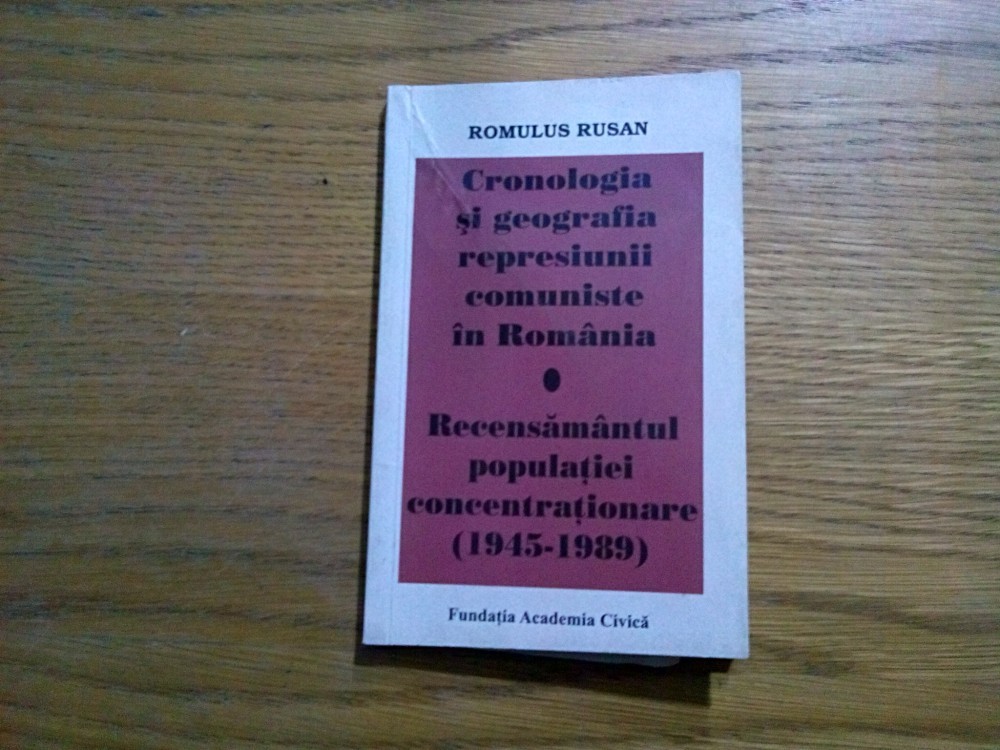 ROMULUS RUSAN
Cronologia
şi geografia
represiunii
comuniste
în România
Recensământul
populaţiei
concentraţionare
(1945-1989)
Fundaţia Academia Civică